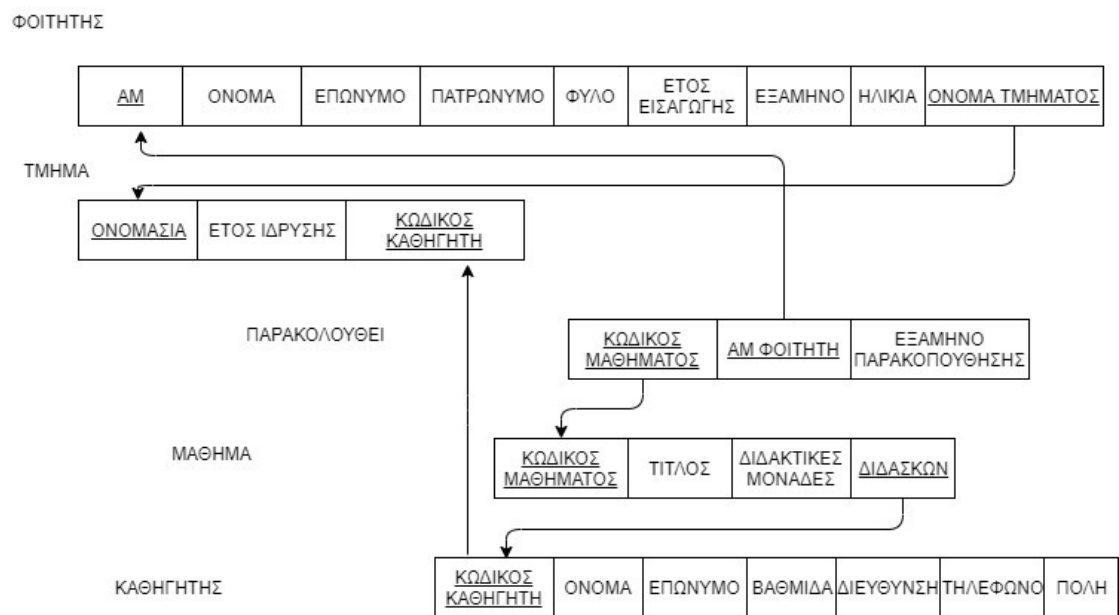 ΦΟΙΤΗΤΗΣ
ΑΜ ΟΝΟΜΑ ΕΠΩΝΥΜΟ ΠΑΤΡΩΝΥΜΟ ΦΥΛΟ ΕΤΟΣ ΕΙΣΑΓΩΓΗΣ ΕΞΑΜΗΝΟ ΗΛΙΚΙΑ ΟΝΟΜΑ ΤΜΗΜΑΤΟΣ
ΤΜΗΜΑ
ΟΝΟΜΑΣΙΑ ΕΤΟΣ ΙΔΡΥΣΗΣ ΚΩΔΙΚΟΣ ΚΑΘΗΓΗΤΗ
ΠΑΡΑΚΟΛΟΥΘΕΙ
ΚΩΔΙΚΟΣ ΜΑΘΗΜΑΤΟΣ ΑΜ ΦΟΙΤΗΤΗ ΕΞΑΜΗΝΟ ΠΑΡΑΚΟΠΟΥΘΗΣΗΣ
ΜΑΘΗΜΑ
ΚΩΔΙΚΟΣ ΜΑΘΗΜΑΤΟΣ ΤΙΤΛΟΣ ΔΙΔΑΚΤΙΚΕΣ ΜΟΝΑΔΕΣ ΔΙΔΑΣΚΩΝ
ΚΑΘΗΓΗΤΗΣ
ΚΩΔΙΚΟΣ ΚΑΘΗΓΗΤΗ ΟΝΟΜΑ ΕΠΩΝΥΜΟ ΒΑΘΜΙΔΑ ΔΙΕΥΘΥΝΣΗ ΤΗΛΕΦΩΝΟ ΠΟΛΗ